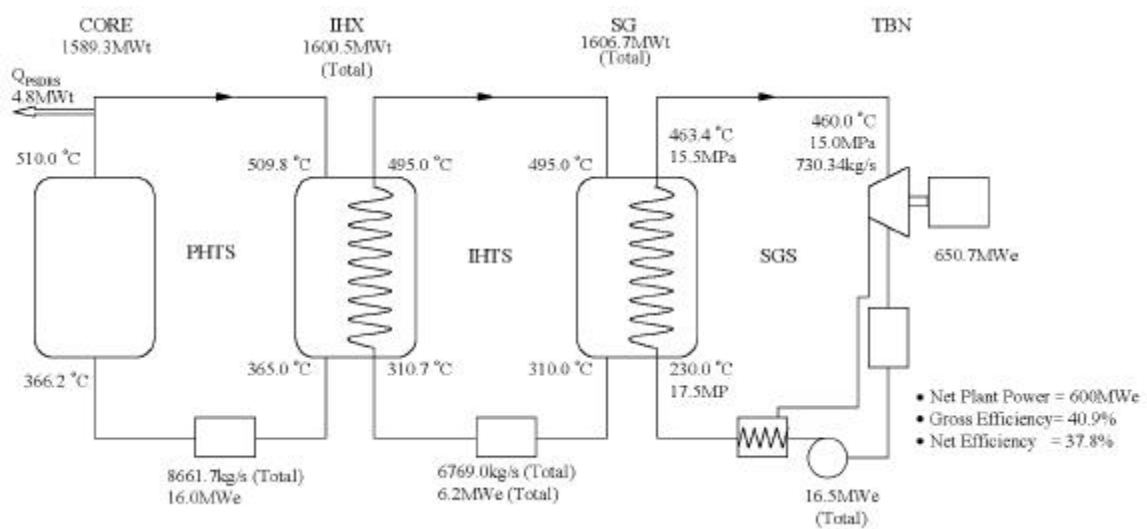 CORE
1589.3MWt
IHX
1600.5MWt
(Total)
SG
1606.7MWt
(Total)
TBN
QPSDRS
4.8MWt
510.0 °C
509.8 °C
495.0 °C
495.0 °C
463.4 °C
15.5MPa
460.0 °C
15.0MPa
730.34kg/s
PHTS
IHTS
SGS
650.7MWe
366.2 °C
365.0 °C
310.7 °C
310.0 °C
230.0 °C
17.5MP
• Net Plant Power = 600MWe
• Gross Efficiency= 40.9%
• Net Efficiency = 37.8%
8661.7kg/s (Total)
16.0MWe
6769.0kg/s (Total)
6.2MWe (Total)
16.5MWe
(Total)